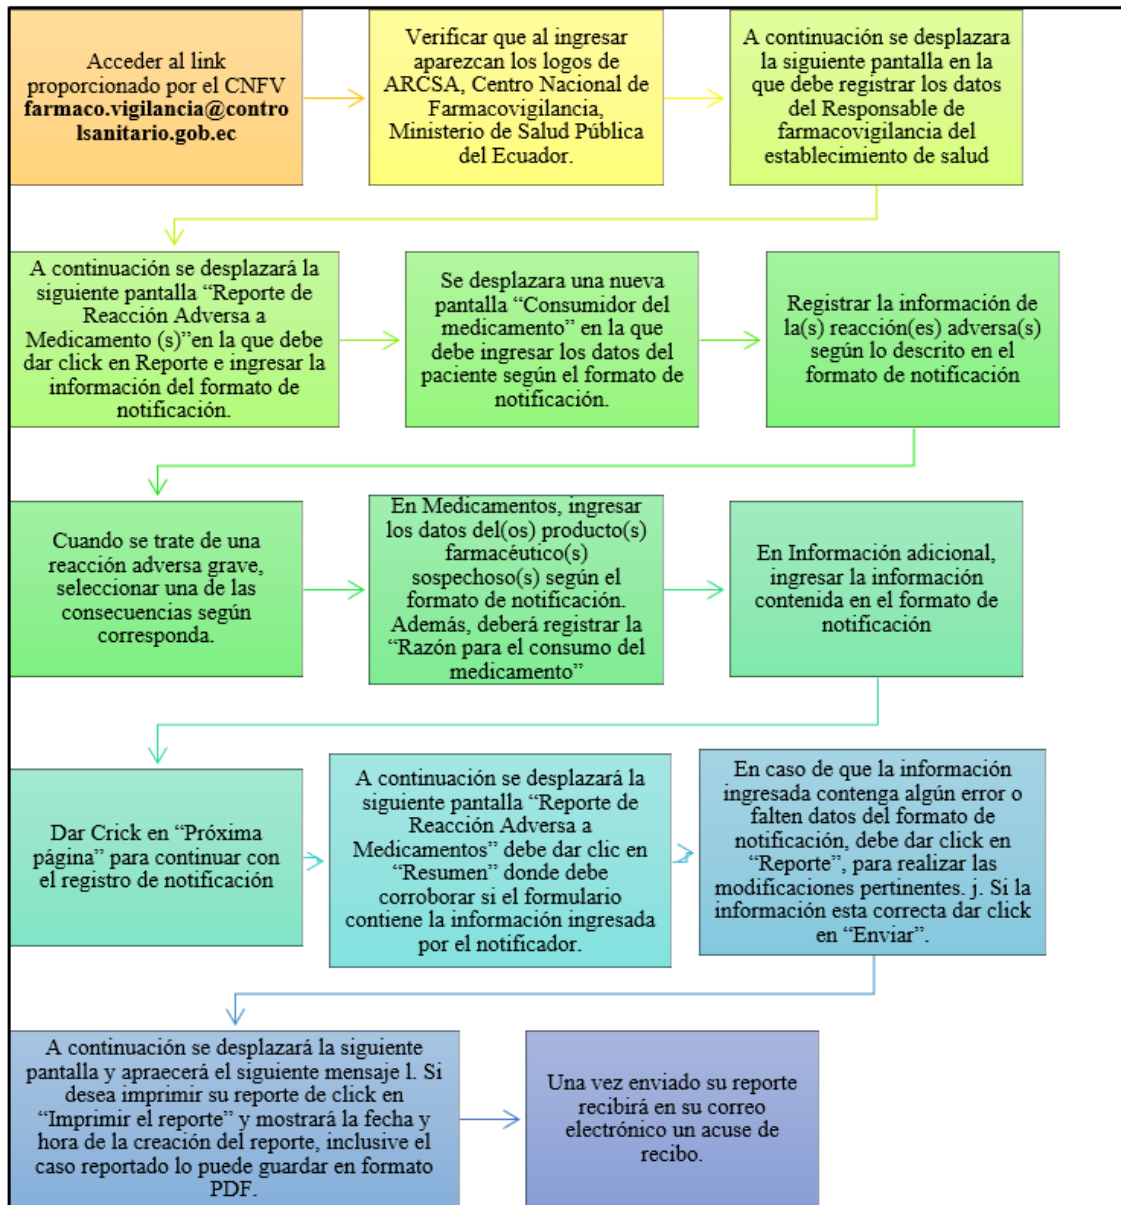 Acceder al link
proporcionado por el CNFV
farmaco.vigilancia@contro
lsanitario.gob.ec
Verificar que al ingresar
aparezcan los logos de
ARCSA, Centro Nacional de
Farmacovigilancia,
Ministerio de Salud Pública
del Ecuador.
A continuación se desplazara
la siguiente pantalla en la
que debe registrar los datos
del Responsable de
farmacovigilancia del
establecimiento de salud
A continuación se desplazará la
siguiente pantalla “Reporte de
Reacción Adversa a
Medicamento (s)”en la que debe
dar click en Reporte e ingresar la
información del formato de
notificación.
Se desplazara una nueva
pantalla “Consumidor del
medicamento” en la que
debe ingresar los datos del
paciente según el formato de
notificación.
Registrar la información de
la(s) reacción(es) adversa(s)
según lo descrito en el
formato de notificación
Cuando se trate de una
reacción adversa grave,
seleccionar una de las
consecuencias según
corresponda.
En Medicamentos, ingresar
los datos del(os) producto(s)
farmacéutico(s)
sospechoso(s) según el
formato de notificación.
Además, deberá registrar la
“Razón para el consumo del
medicamento”
En Información adicional,
ingresar la información
contenida en el formato de
notificación
Dar Crick en “Próxima
página” para continuar con
el registro de notificación
A continuación se desplazará la
siguiente pantalla “Reporte de
Reacción Adversa a
Medicamentos” debe dar clic en
“Resumen” donde debe
corroborar si el formulario
contiene la información ingresada
por el notificador.
En caso de que la información
ingresada contenga algún error o
falten datos del formato de
notificación, debe dar click en
“Reporte”, para realizar las
modificaciones pertinentes. j. Si la
información esta correcta dar click
en “Enviar”.
A continuación se desplazará la siguiente
pantalla y apraecerá el siguiente mensaje l. Si
desea imprimir su reporte de click en
“Imprimir el reporte” y mostrará la fecha y
hora de la creación del reporte, inclusive el
caso reportado lo puede guardar en formato
PDF.
Una vez enviado su reporte
recibirá en su correo
electrónico un acuse de
recibo.